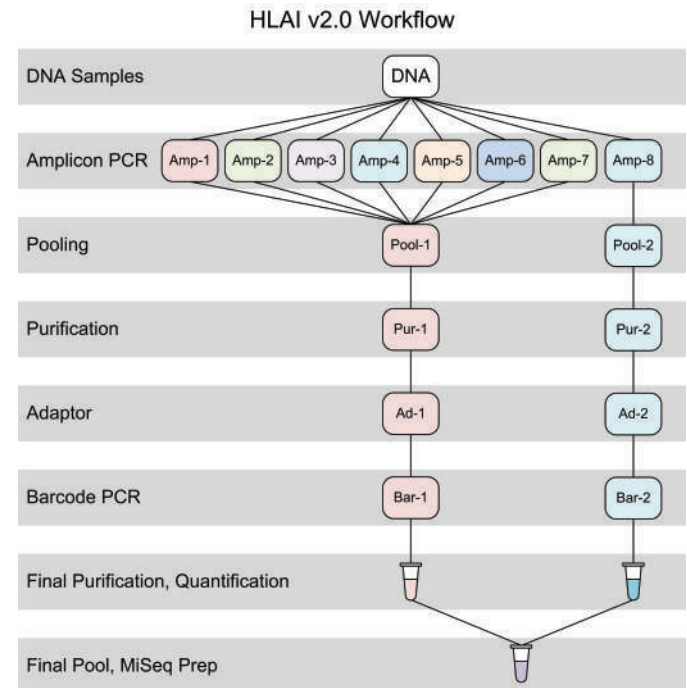 HLAI v2.0 Workflow
DNA Samples DNA
Amplicon PCR Amp-1 Amp-2 Amp-3 Amp-4 Amp-5 Amp-6 Amp-7 Amp-8
Pooling Pool-1 Pool-2
Purification Pur-1 Pur-2
Adaptor Ad-1 Ad-2
Barcode PCR Bar-1 Bar-2
Final Purification, Quantification
Final Pool, MiSeq Prep